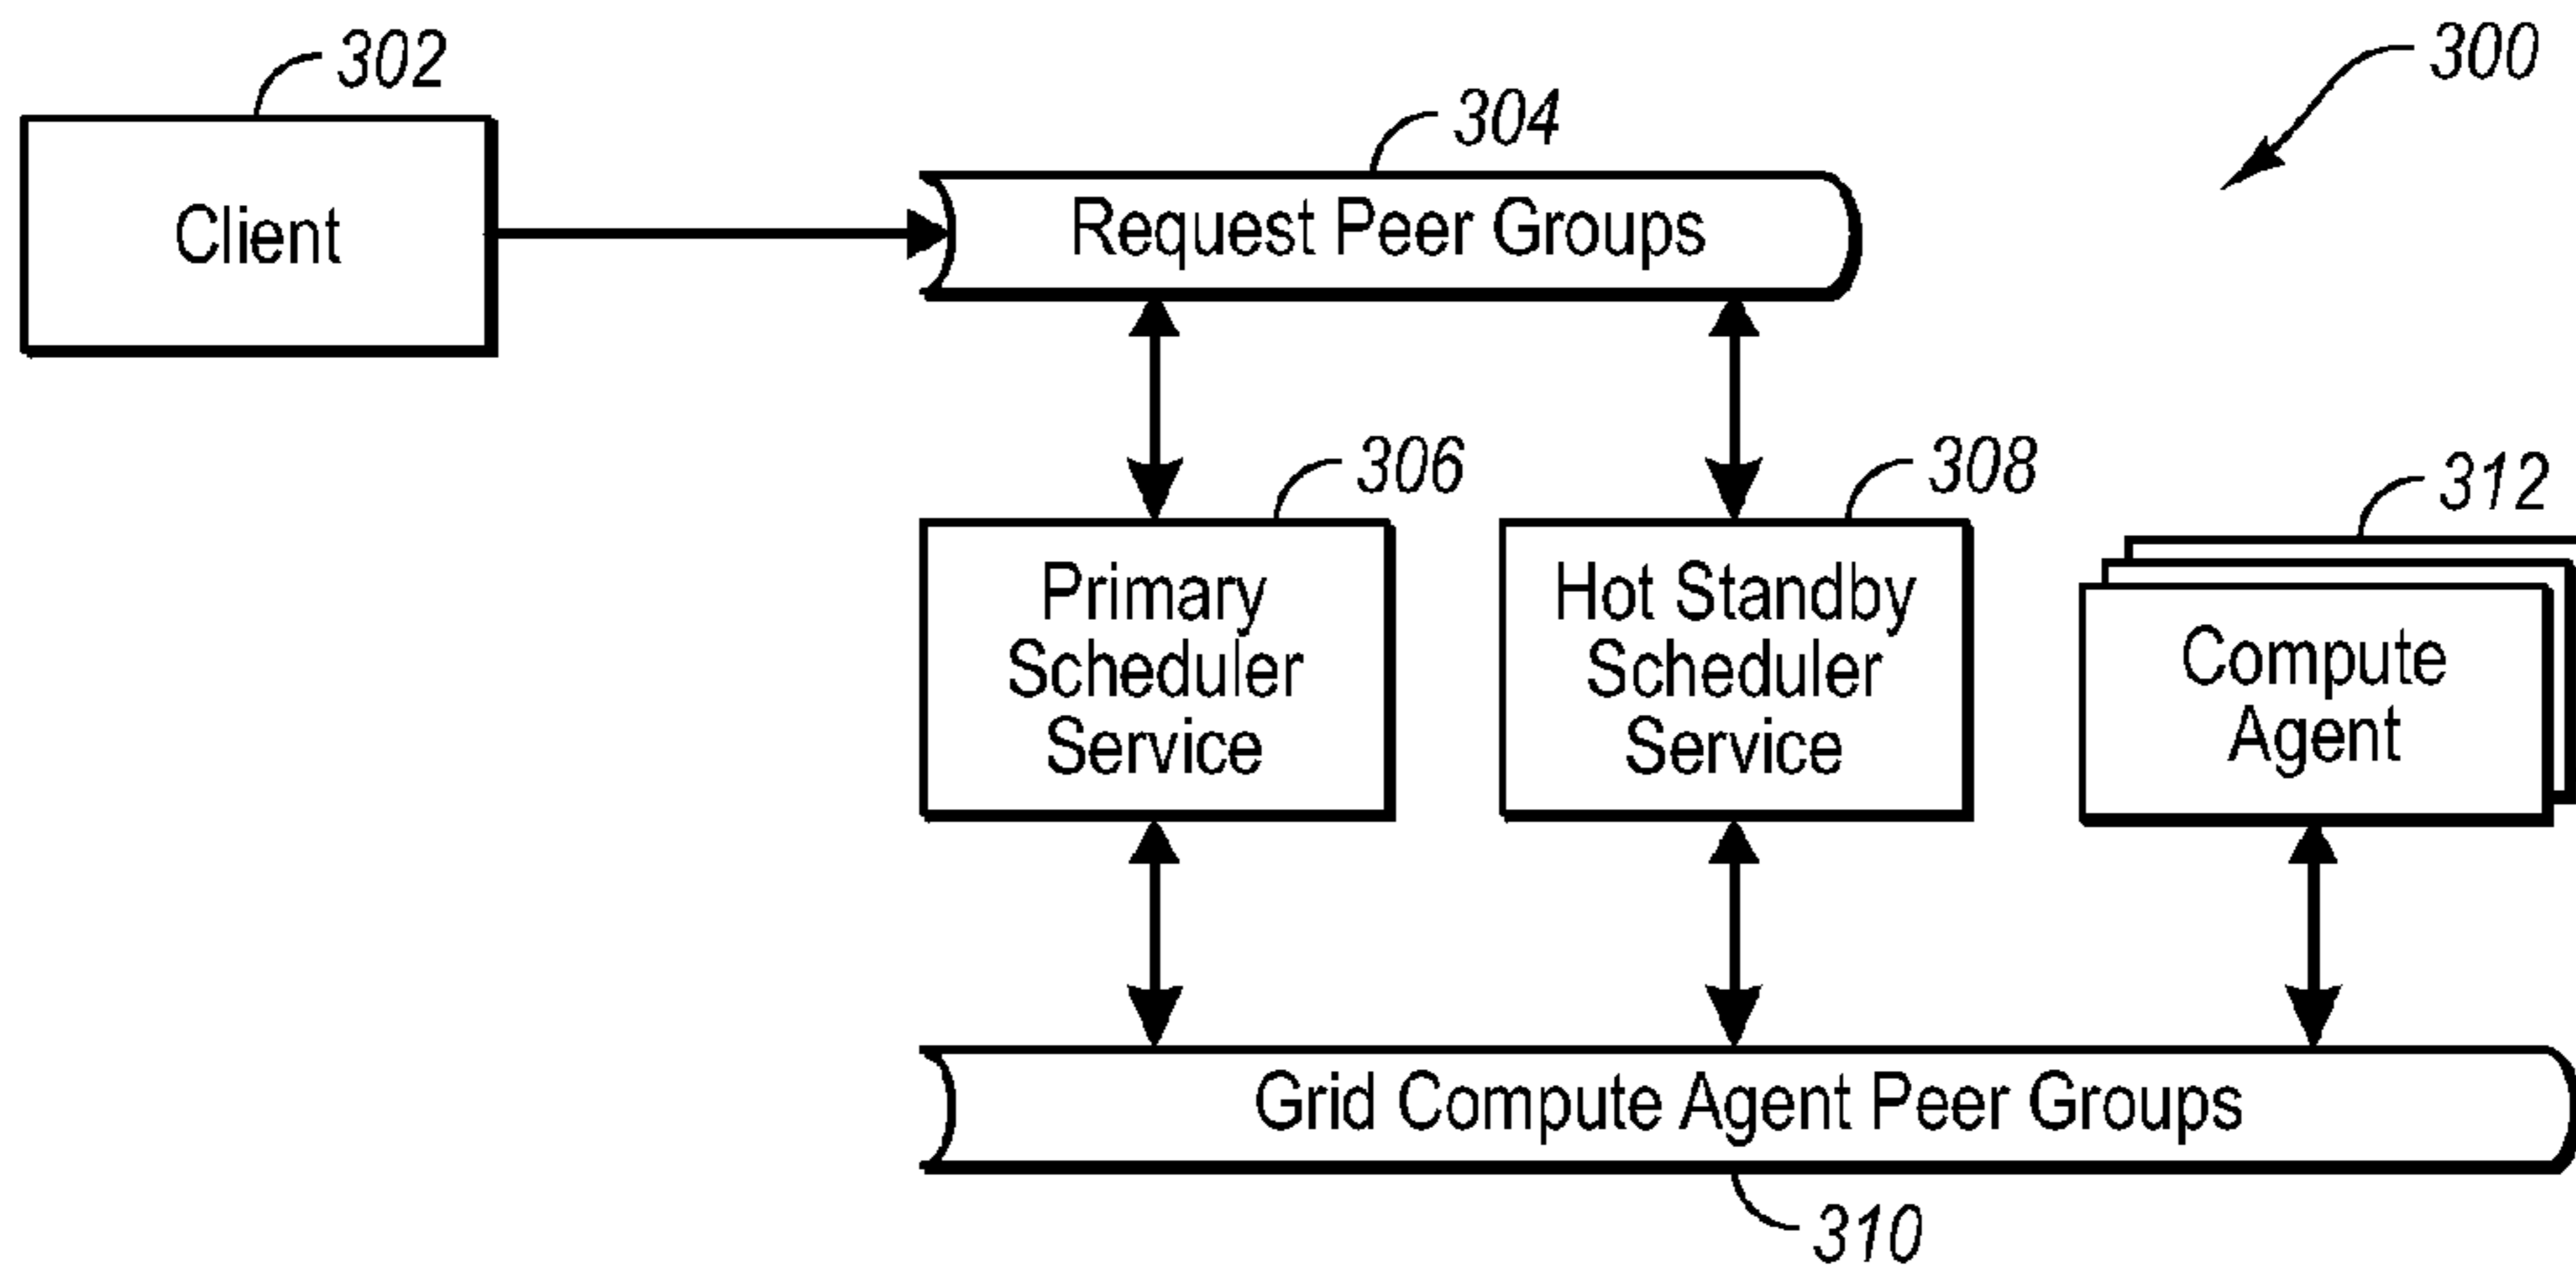 302
300
304
Client
Request Peer Groups
306
308
312
Primary
Scheduler
Service
Hot Standby
Scheduler
Service
Compute
Agent
Grid Compute Agent Peer Groups
310